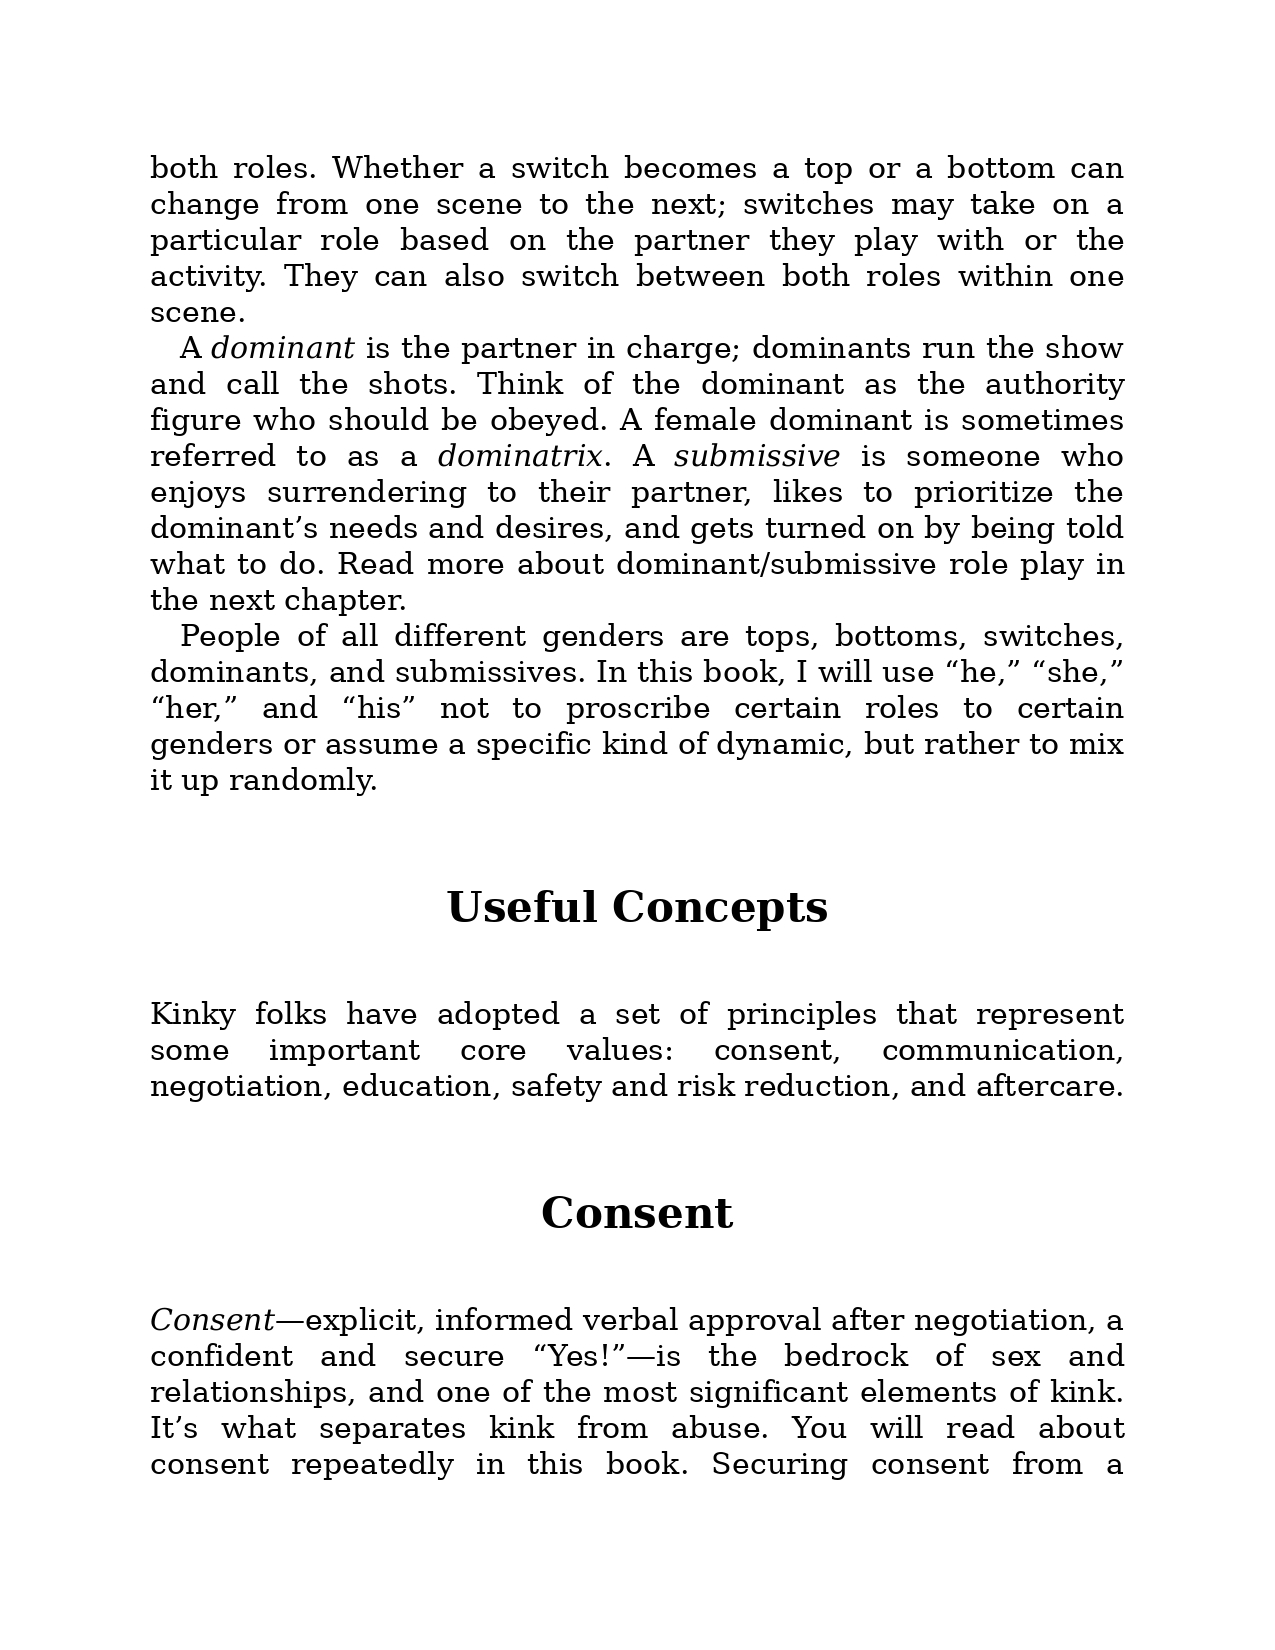 both roles. Whether a switch becomes a top or a bottom can
change from one scene to the next; switches may take on a
particular role based on the partner they play with or the
activity. They can also switch between both roles within one
scene.
A dominant is the partner in charge; dominants run the show
and call the shots. Think of the dominant as the authority
figure who should be obeyed. A female dominant is sometimes
referred to as a dominatrix. A submissive is someone who
enjoys surrendering to their partner, likes to prioritize the
dominant’s needs and desires, and gets turned on by being told
what to do. Read more about dominant/submissive role play in
the next chapter.
People of all different genders are tops, bottoms, switches,
dominants, and submissives. In this book, I will use “he,” “she,”
“her,” and “his” not to proscribe certain roles to certain
genders or assume a specific kind of dynamic, but rather to mix
it up randomly.
Useful Concepts
Kinky folks have adopted a set of principles that represent
some important core values: consent, communication,
negotiation, education, safety and risk reduction, and aftercare.
Consent
Consent—explicit, informed verbal approval after negotiation, a
confident and secure “Yes!”—is the bedrock of sex and
relationships, and one of the most significant elements of kink.
It’s what separates kink from abuse. You will read about
consent repeatedly in this book. Securing consent from a